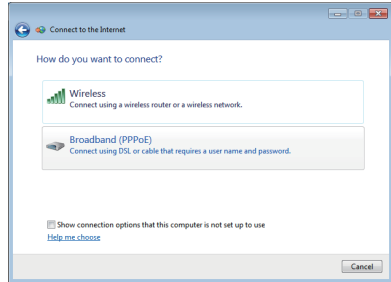 Connect to the Internet
How do you want to connect?
Wireless
Connect using a wireless router or a wireless network.
Broadband (PPPoE)
Connect using DSL or cable that requires a user name and password.
Show connection options that this computer is not set up to use
Help me choose
Cancel